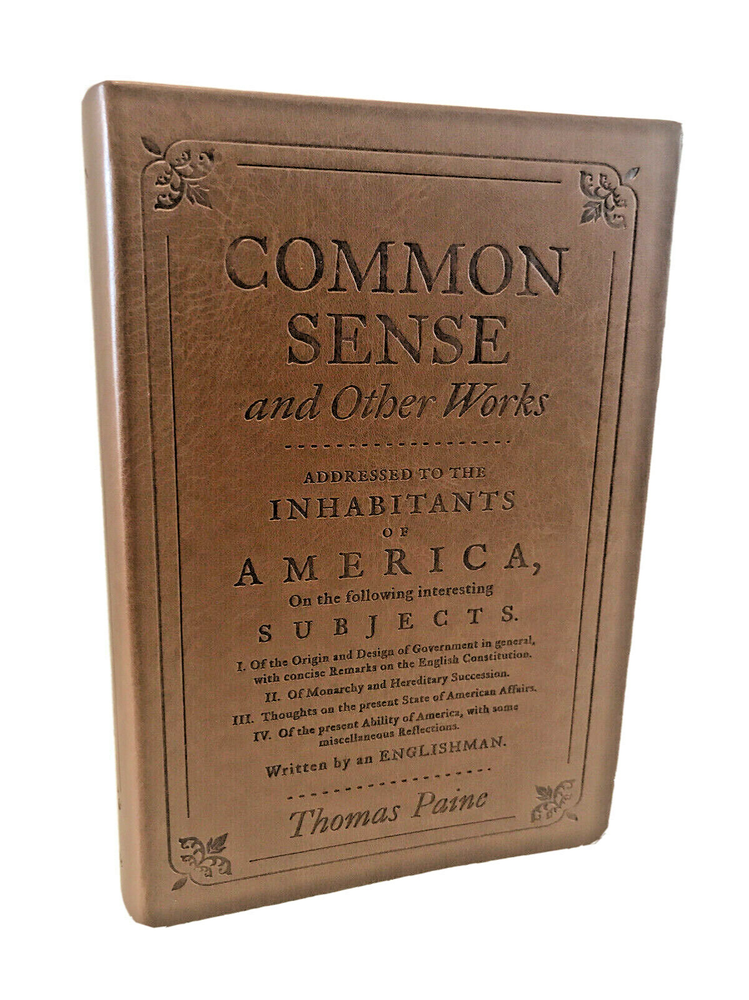 COMMON
SENSE
and Other Works
ADDRESSED TO THE
INHABITANTS
OF
AMERICA,
On the following interesting
SUBJECTS.
I. Of the Origin and Design of Government in general,
with concise Remarks on the English Constitution.
II. Of Monarchy and Hereditary Succession.
III. Thoughts on the present State of American Affairs.
IV. Of the present Ability of America, with some
miscellaneous Reflections.
Written by an ENGLISHMAN.
Thomas Paine